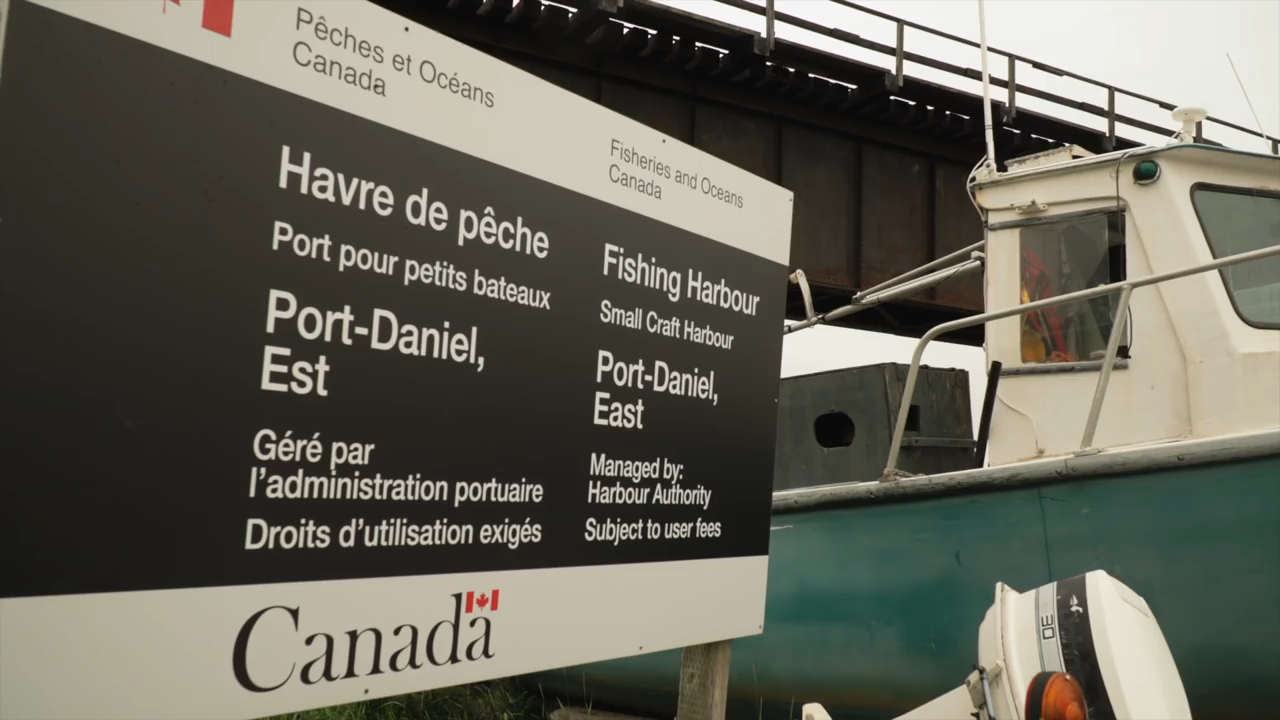 Pêches et Océans
Canada
Fisheries and Oceans
Canada
Havre de pêche
Port pour petits bateaux
Port-Daniel,
Est
Géré par
l'administration portuaire
Droits d'utilisation exigés
Fishing Harbour
Small Craft Harbour
Port-Daniel,
East
Managed by:
Harbour Authority
Subject to user fees
Canada
30